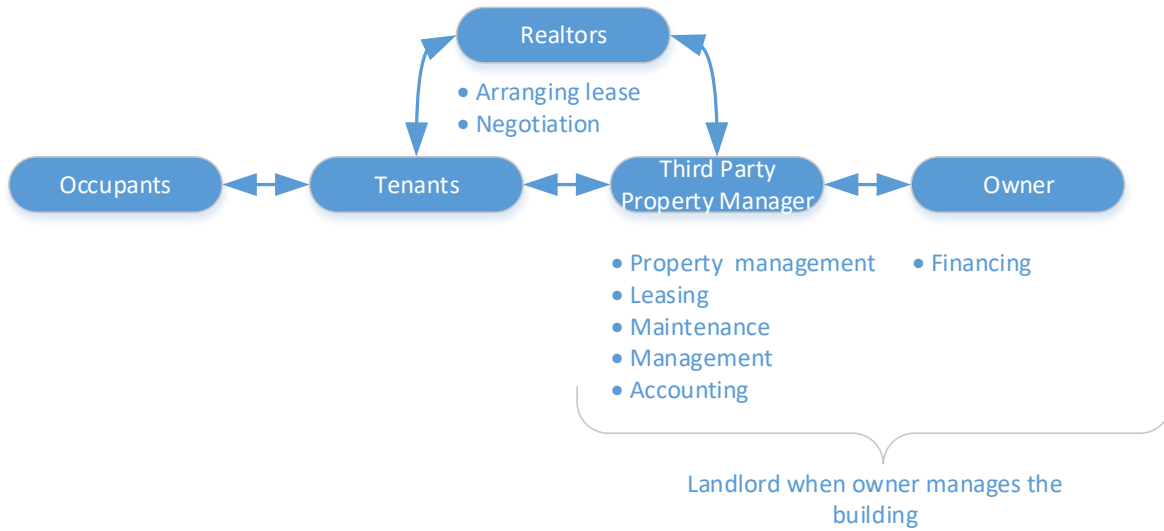 Realtors
• Arranging lease
• Negotiation
Occupants
Tenants
Third Party
Property Manager
Owner
• Property management
• Leasing
• Maintenance
• Management
• Accounting
• Financing
Landlord when owner manages the
building